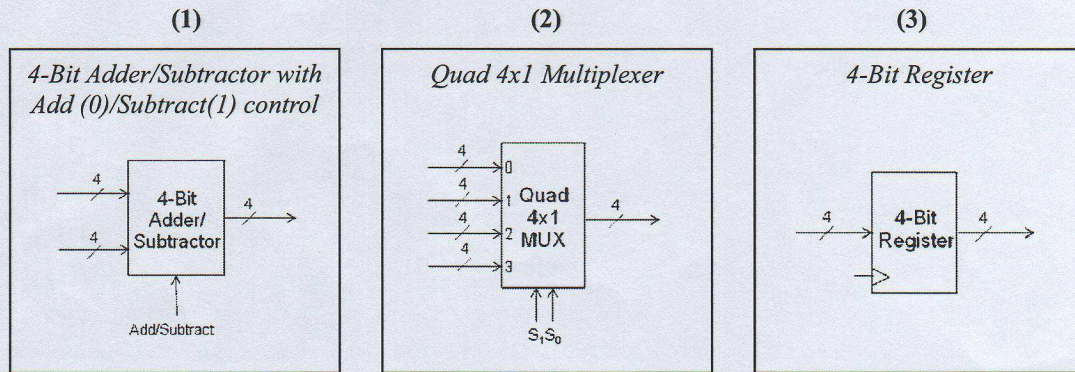 (1)
4-Bit Adder/Subtractor with
Add (0)/Subtract(1) control
4
4
4-Bit
Adder/
Subtractor
4
Add/Subtract
(2)
Quad 4x1 Multiplexer
4
0
4
1
4
2
4
3
Quad
4x1
MUX
4
S₁S₀
(3)
4-Bit Register
4
4-Bit
Register
4